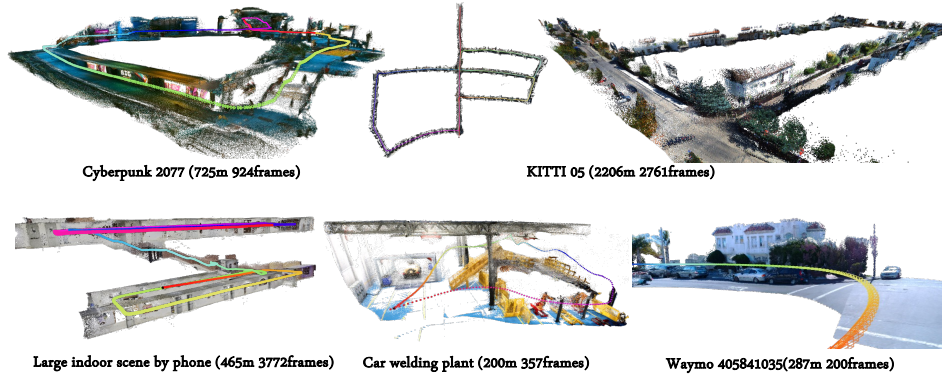 Cyberpunk 2077 (725m 924frames)
KITTI 05 (2206m 2761frames)
Large indoor scene by phone (465m 3772frames)
Car welding plant (200m 357frames)
Waymo 405841035(287m 200frames)